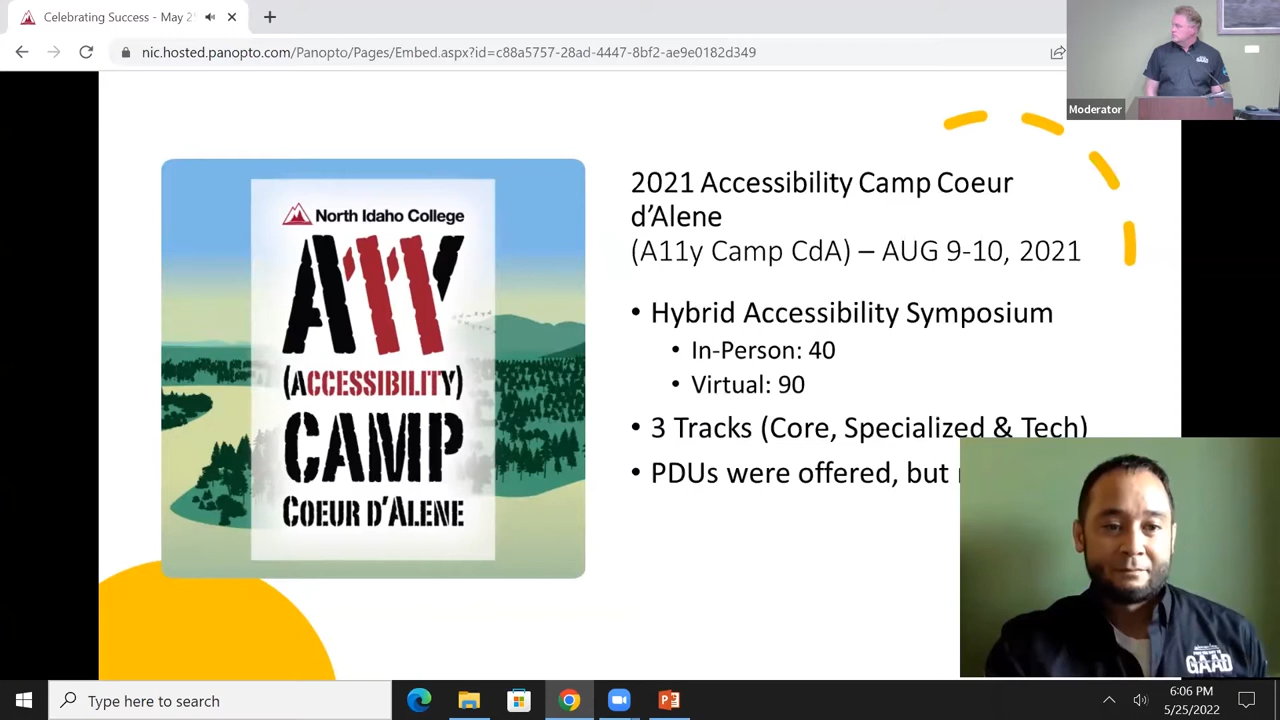 Celebrating Success - May 25
nic.hosted.panopto.com/Panopto/Pages/Embed.aspx?id=c88a5757-28ad-4447-8bf2-ae9e0182d349
Moderator
GAAD
North Idaho College
A11Y
(ACCESSIBILITY)
CAMP
COEUR D'ALENE
2021 Accessibility Camp Coeur
d’Alene
(A11y Camp CdA) – AUG 9-10, 2021
• Hybrid Accessibility Symposium
• In-Person: 40
• Virtual: 90
• 3 Tracks (Core, Specialized & Tech)
• PDUs were offered, but
GAAD
Type here to search
6:06 PM
5/25/2022